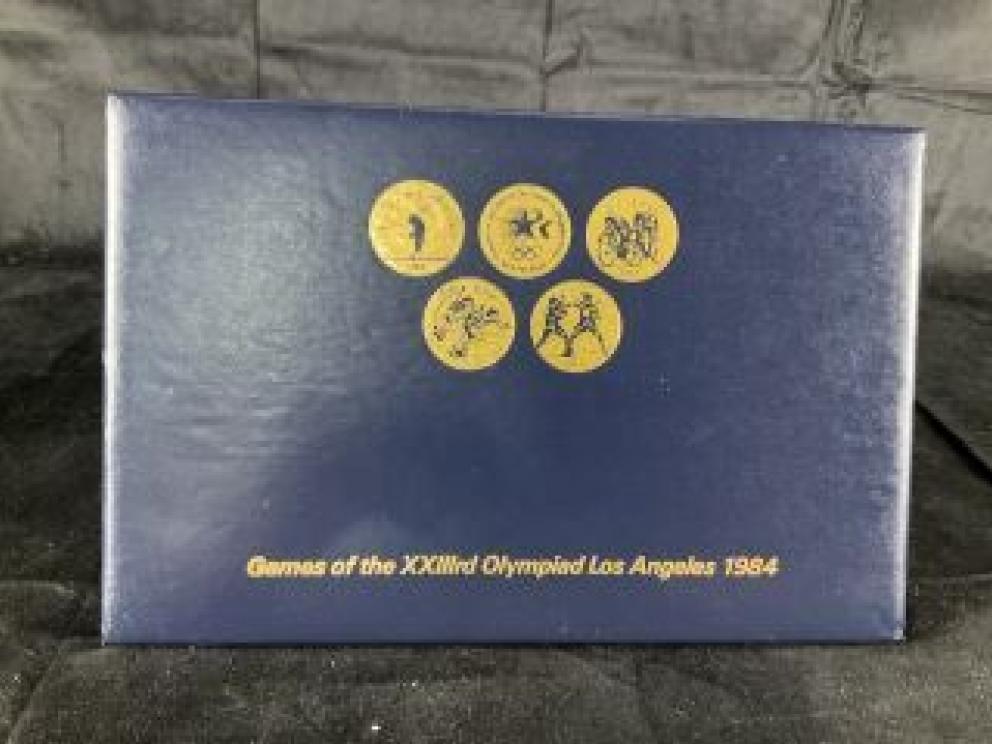 Games of the XXIIIrd Olympiad Los Angeles 1984